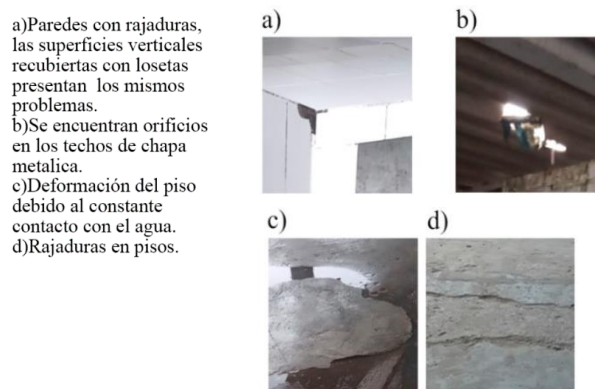 a)Paredes con rajaduras,
las superficies verticales
recubiertas con losetas
presentan los mismos
problemas.
b)Se encuentran orificios
en los techos de chapa
metalica.
c)Deformación del piso
debido al constante
contacto con el agua.
d)Rajaduras en pisos.
a)
b)
c)
d)